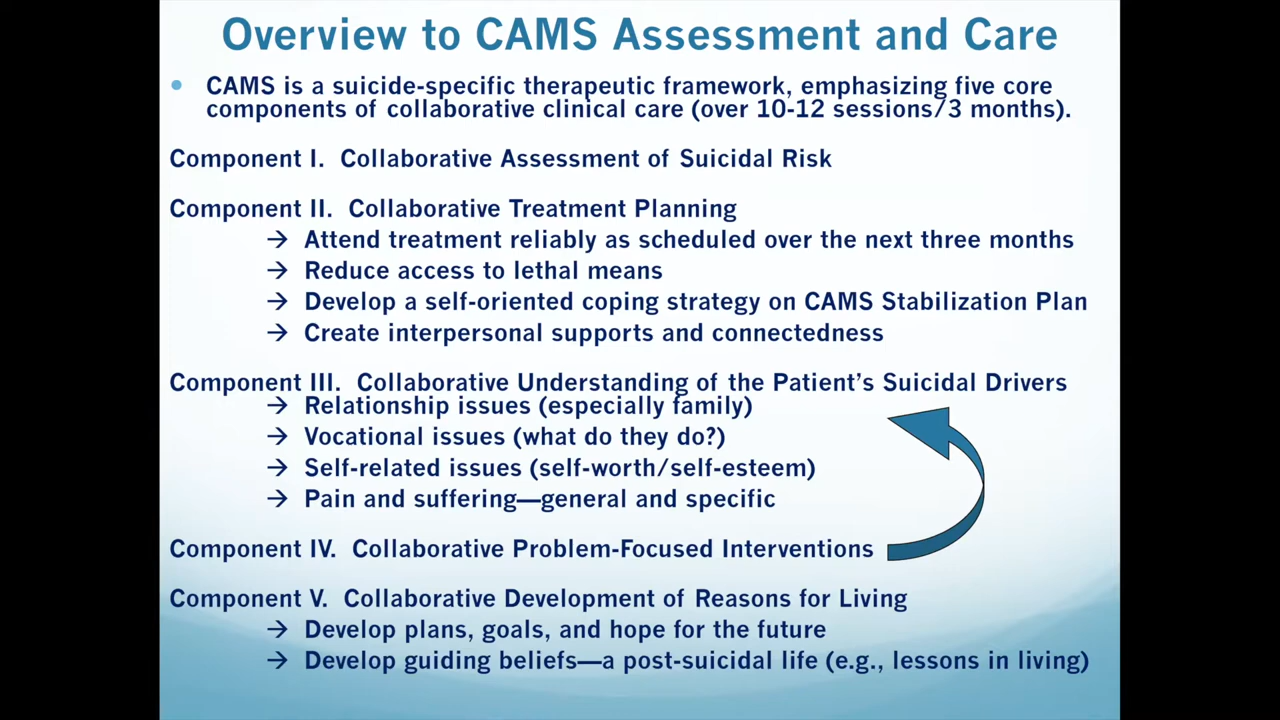 Overview to CAMS Assessment and Care
• CAMS is a suicide-specific therapeutic framework, emphasizing five core
components of collaborative clinical care (over 10-12 sessions/3 months).
Component I. Collaborative Assessment of Suicidal Risk
Component II. Collaborative Treatment Planning
→ Attend treatment reliably as scheduled over the next three months
→ Reduce access to lethal means
→ Develop a self-oriented coping strategy on CAMS Stabilization Plan
→ Create interpersonal supports and connectedness
Component III. Collaborative Understanding of the Patient's Suicidal Drivers
→ Relationship issues (especially family)
→ Vocational issues (what do they do?)
→ Self-related issues (self-worth/self-esteem)
→ Pain and suffering—general and specific
Component IV. Collaborative Problem-Focused Interventions
Component V. Collaborative Development of Reasons for Living
→ Develop plans, goals, and hope for the future
→ Develop guiding beliefs—a post-suicidal life (e.g., lessons in living)